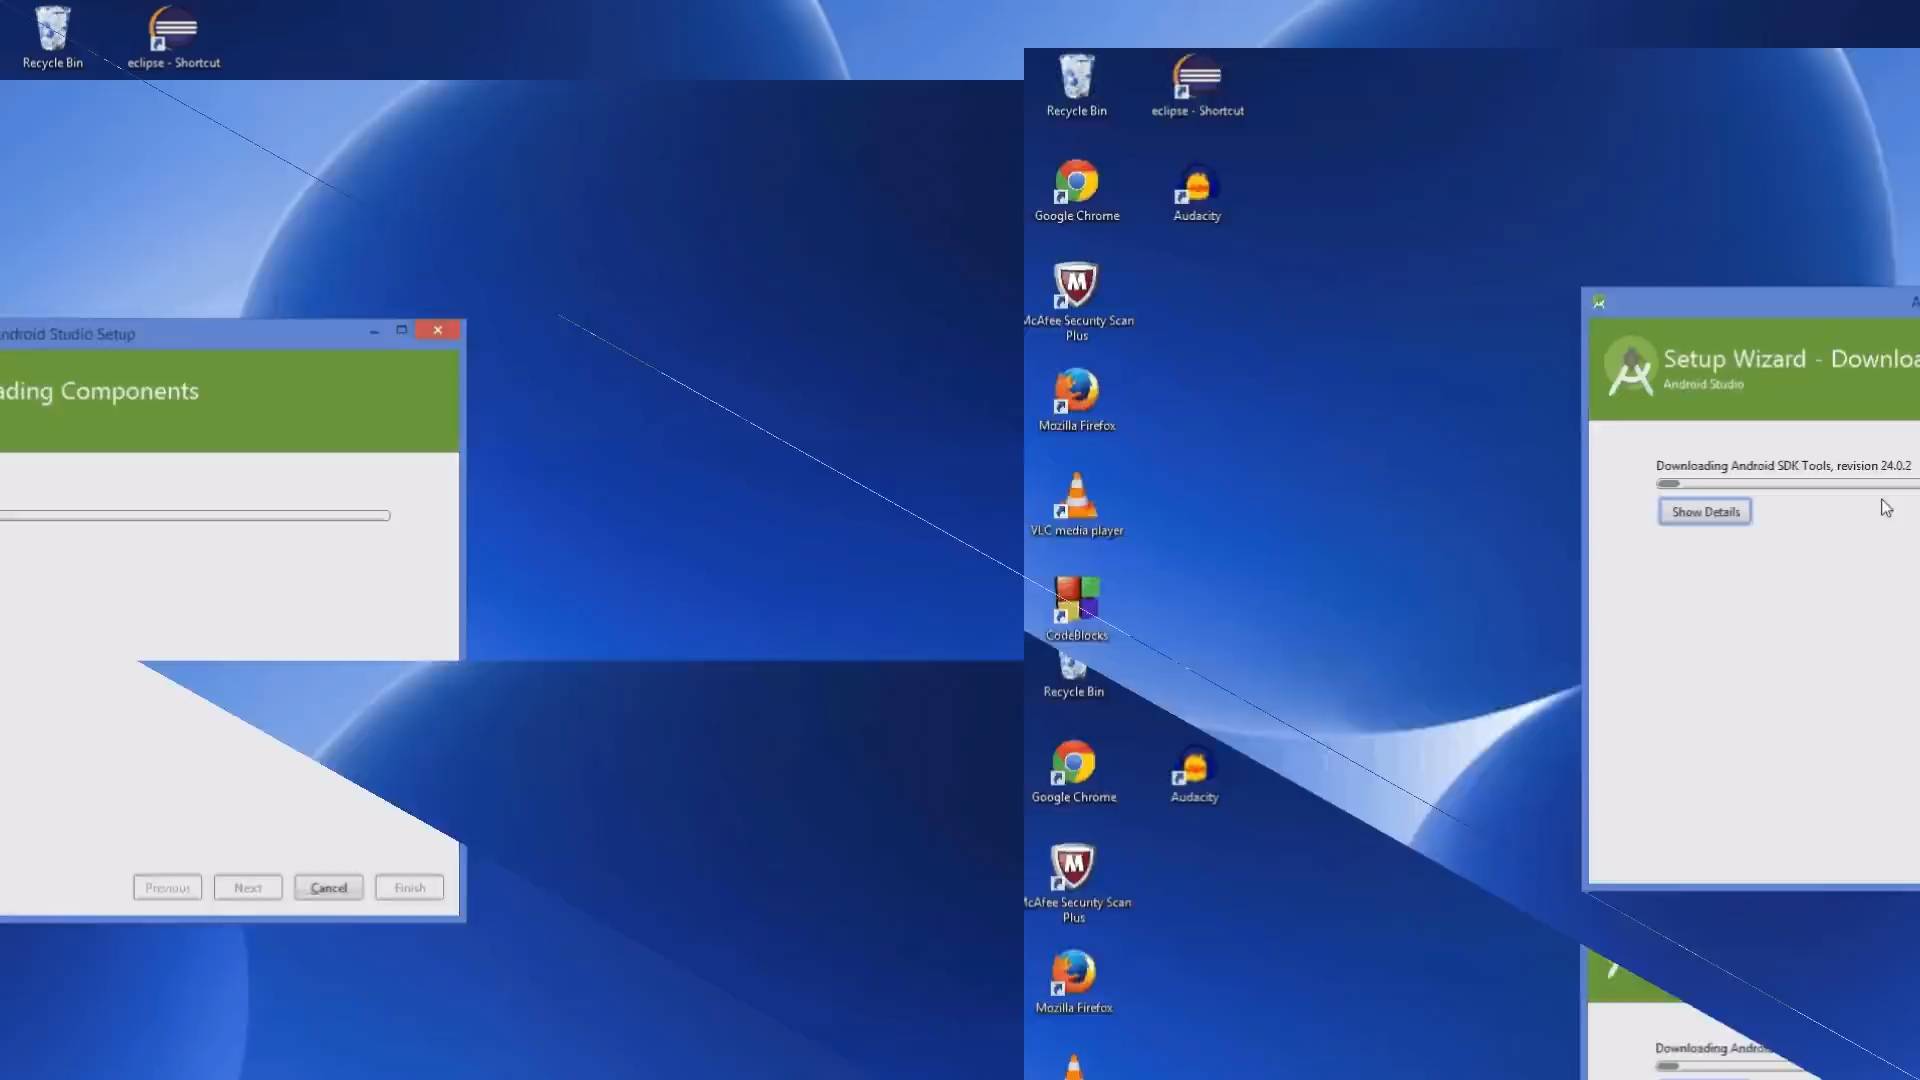 Recycle Bin
eclipse - Shortcut
Recycle Bin
eclipse - Shortcut
Google Chrome
Audacity
McAfee Security Scan
Plus
Mozilla Firefox
VLC media player
CodeBlocks
Recycle Bin
Google Chrome
Audacity
McAfee Security Scan
Plus
Mozilla Firefox
ndroid Studio Setup
ading Components
Previous
Next
Cancel
Finish
Setup Wizard - Downloa
Android Studio
Downloading Android SDK Tools, revision 24.0.2
Show Details
Downloading Andro